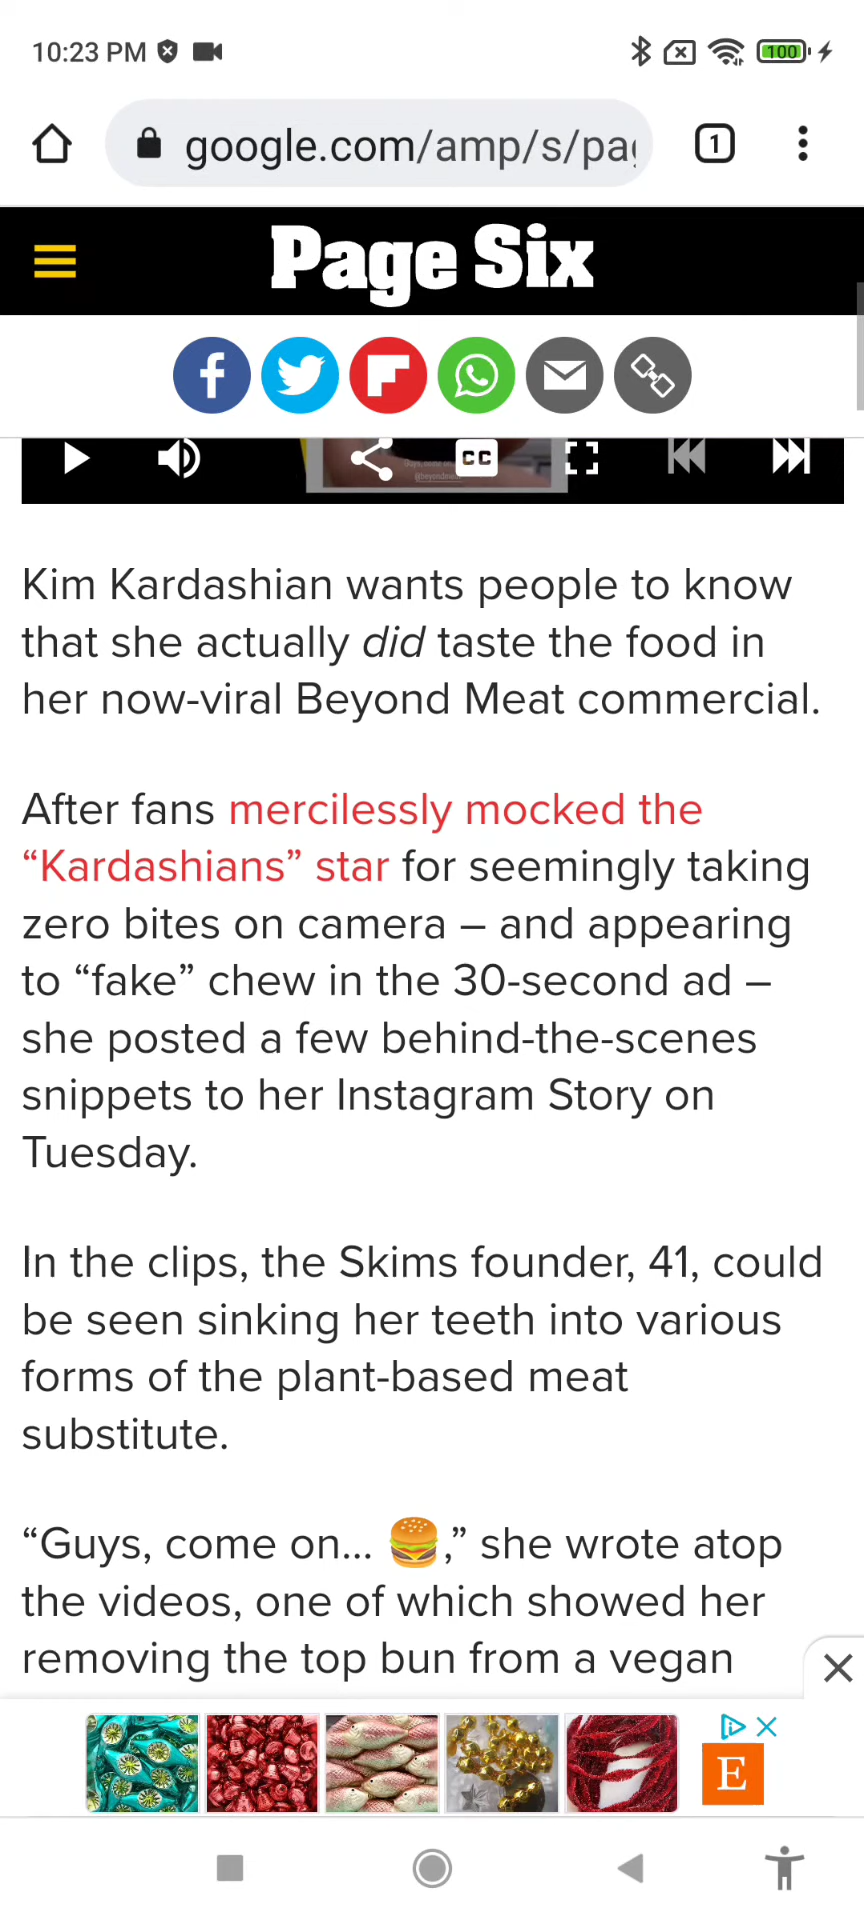 10:23 PM
100
google.com/amp/s/pa
1
Page Six
CC
Kim Kardashian wants people to know
that she actually did taste the food in
her now-viral Beyond Meat commercial.
After fans mercilessly mocked the
“Kardashians” star for seemingly taking
zero bites on camera – and appearing
to “fake” chew in the 30-second ad –
she posted a few behind-the-scenes
snippets to her Instagram Story on
Tuesday.
In the clips, the Skims founder, 41, could
be seen sinking her teeth into various
forms of the plant-based meat
substitute.
“Guys, come on... 🍔,” she wrote atop
the videos, one of which showed her
removing the top bun from a vegan
E